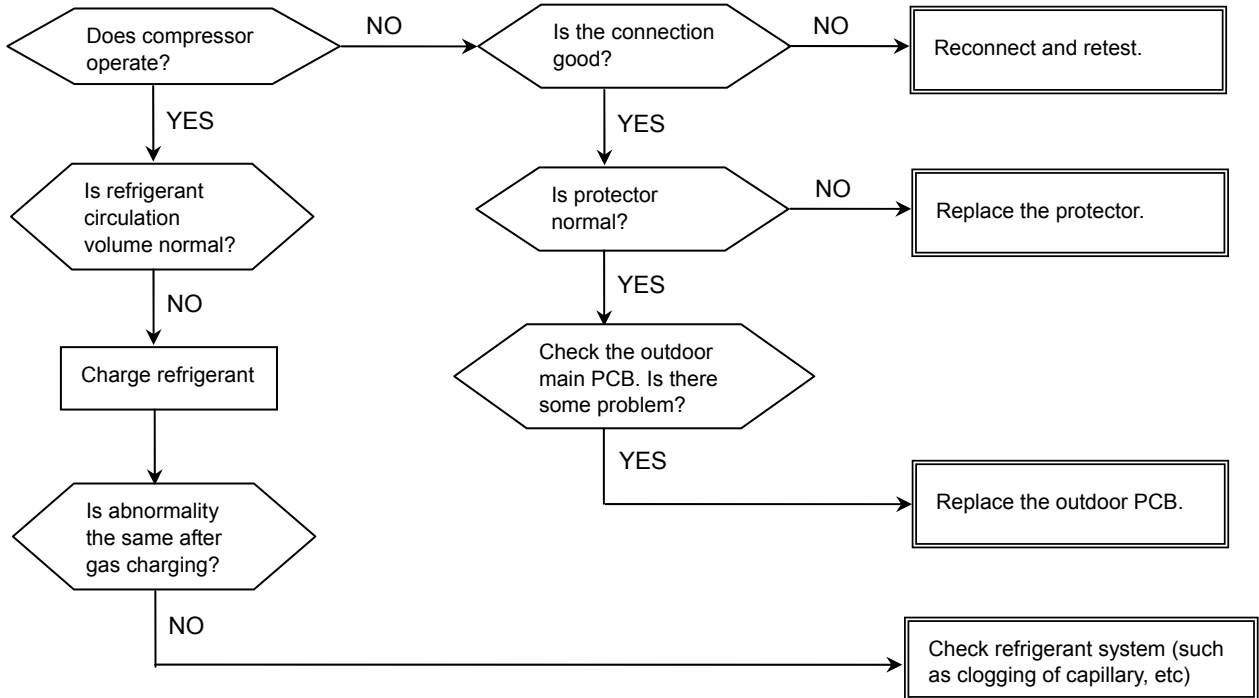 Does compressor
operate?
NO
Is the connection
good?
NO
Reconnect and retest.
YES
YES
Is refrigerant
circulation
volume normal?
Is protector
normal?
NO
Replace the protector.
NO
YES
Charge refrigerant
Check the outdoor
main PCB. Is there
some problem?
YES
Is abnormality
the same after
gas charging?
Replace the outdoor PCB.
NO
Check refrigerant system (such
as clogging of capillary, etc)